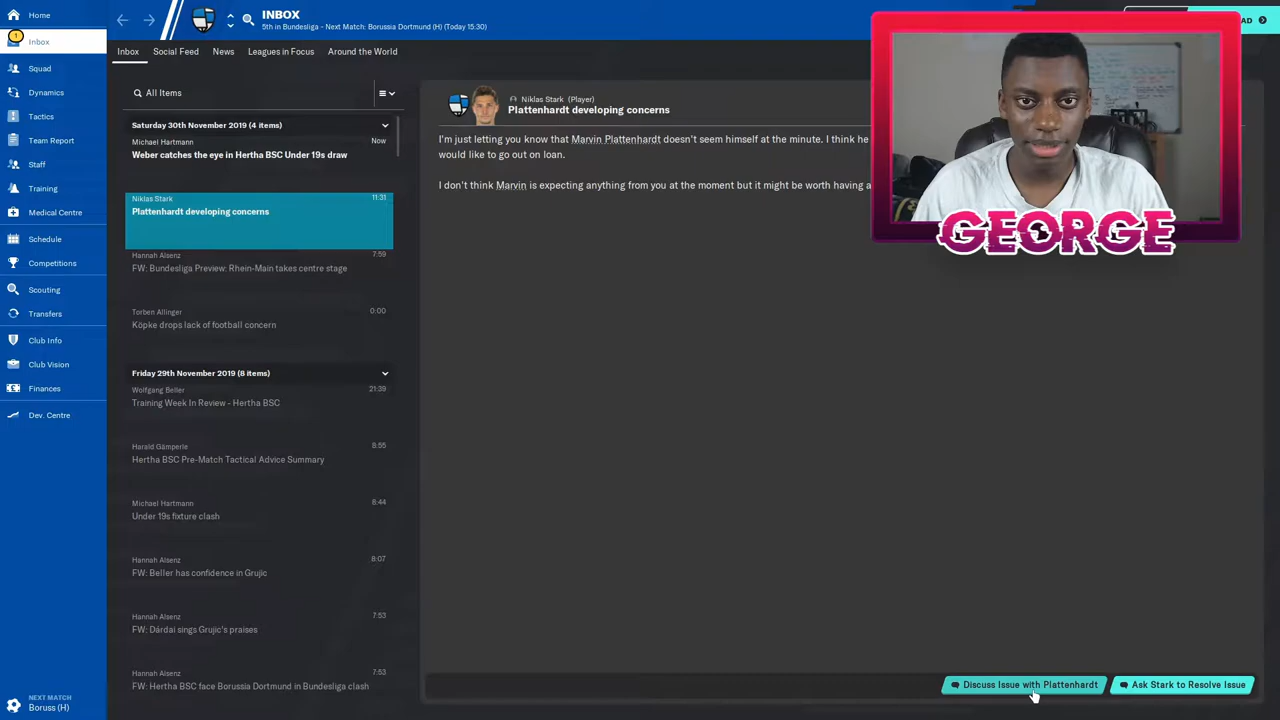 Home
1
Inbox
Squad
Dynamics
Tactics
Team Report
Staff
Training
Medical Centre
Schedule
Competitions
Scouting
Transfers
Club Info
Club Vision
Finances
Dev. Centre
NEXT MATCH
Boruss (H)
INBOX
5th in Bundesliga - Next Match: Borussia Dortmund (H) (Today 15:30)
AD
Inbox Social Feed News Leagues in Focus Around the World
All Items
Saturday 30th November 2019 (4 items)
Michael Hartmann Now
Weber catches the eye in Hertha BSC Under 19s draw
Niklas Stark 11:31
Plattenhardt developing concerns
Hannah Alsenz 7:59
FW: Bundesliga Preview: Rhein-Main takes centre stage
Torben Allinger 0:00
Köpke drops lack of football concern
Friday 29th November 2019 (8 items)
Wolfgang Beller 21:39
Training Week In Review - Hertha BSC
Harald Gämperle 8:55
Hertha BSC Pre-Match Tactical Advice Summary
Michael Hartmann 8:44
Under 19s fixture clash
Hannah Alsenz 8:07
FW: Beller has confidence in Grujic
Hannah Alsenz 7:53
FW: Dárdai sings Grujic's praises
Hannah Alsenz 7:53
FW: Hertha BSC face Borussia Dortmund in Bundesliga clash
Niklas Stark (Player)
Plattenhardt developing concerns
I'm just letting you know that Marvin Plattenhardt doesn't seem himself at the minute. I think he
would like to go out on loan.
I don't think Marvin is expecting anything from you at the moment but it might be worth having a
GEORGE
Discuss Issue with Plattenhardt
Ask Stark to Resolve Issue